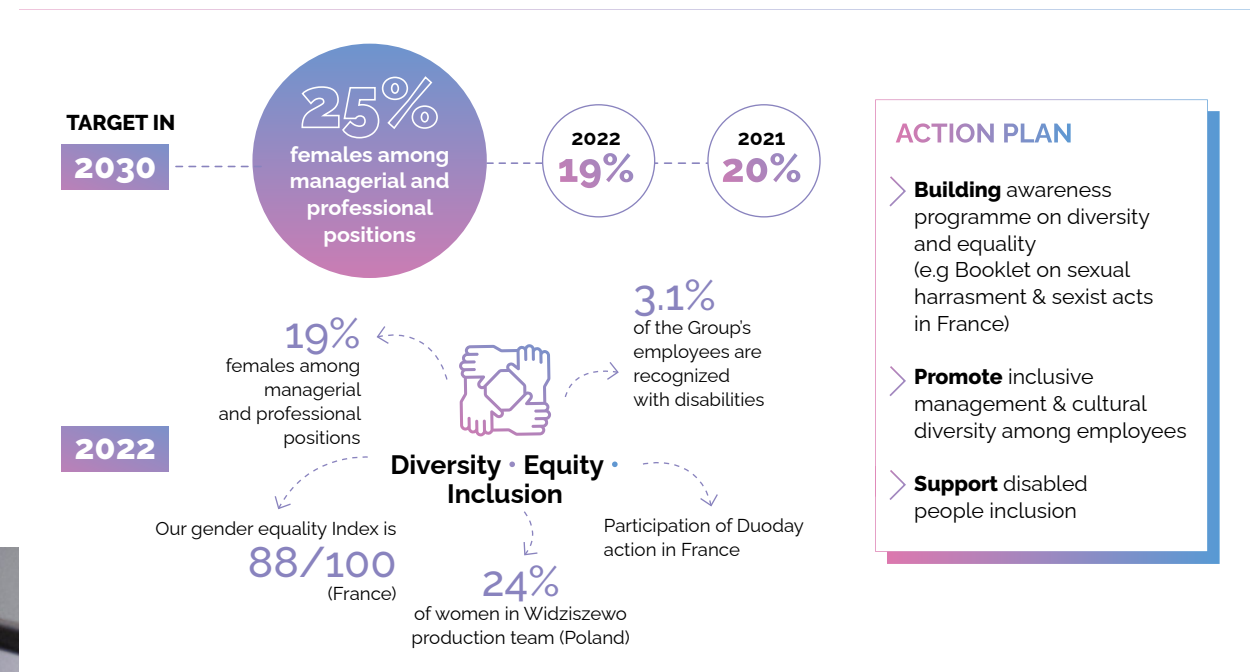 TARGET IN
2030
25%
females among
managerial and
professional
positions
2022
19%
2021
20%
2022
19%
females among
managerial
and professional
positions
3.1%
of the Group's
employees are
recognized
with disabilities
Diversity • Equity •
Inclusion
Our gender equality Index is
88/100
(France)
24%
of women in Widziszewo
production team (Poland)
Participation of Duoday
action in France
ACTION PLAN
Building awareness
programme on diversity
and equality
(e.g Booklet on sexual
harrasment & sexist acts
in France)
Promote inclusive
management & cultural
diversity among employees
Support disabled
people inclusion